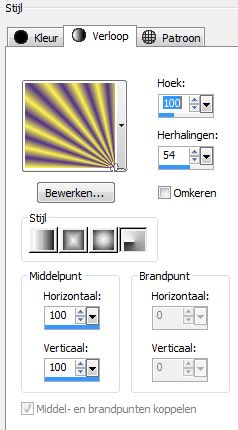 Stijl
Kleur Verloop Patroon
Hoek:
100
Herhalingen:
54
Bewerken...
Omkeren
Stijl
Middelpunt Brandpunt
Horizontaal: Horizontaal:
100 0
Verticaal: Verticaal:
100 0
Middel- en brandpunten koppelen